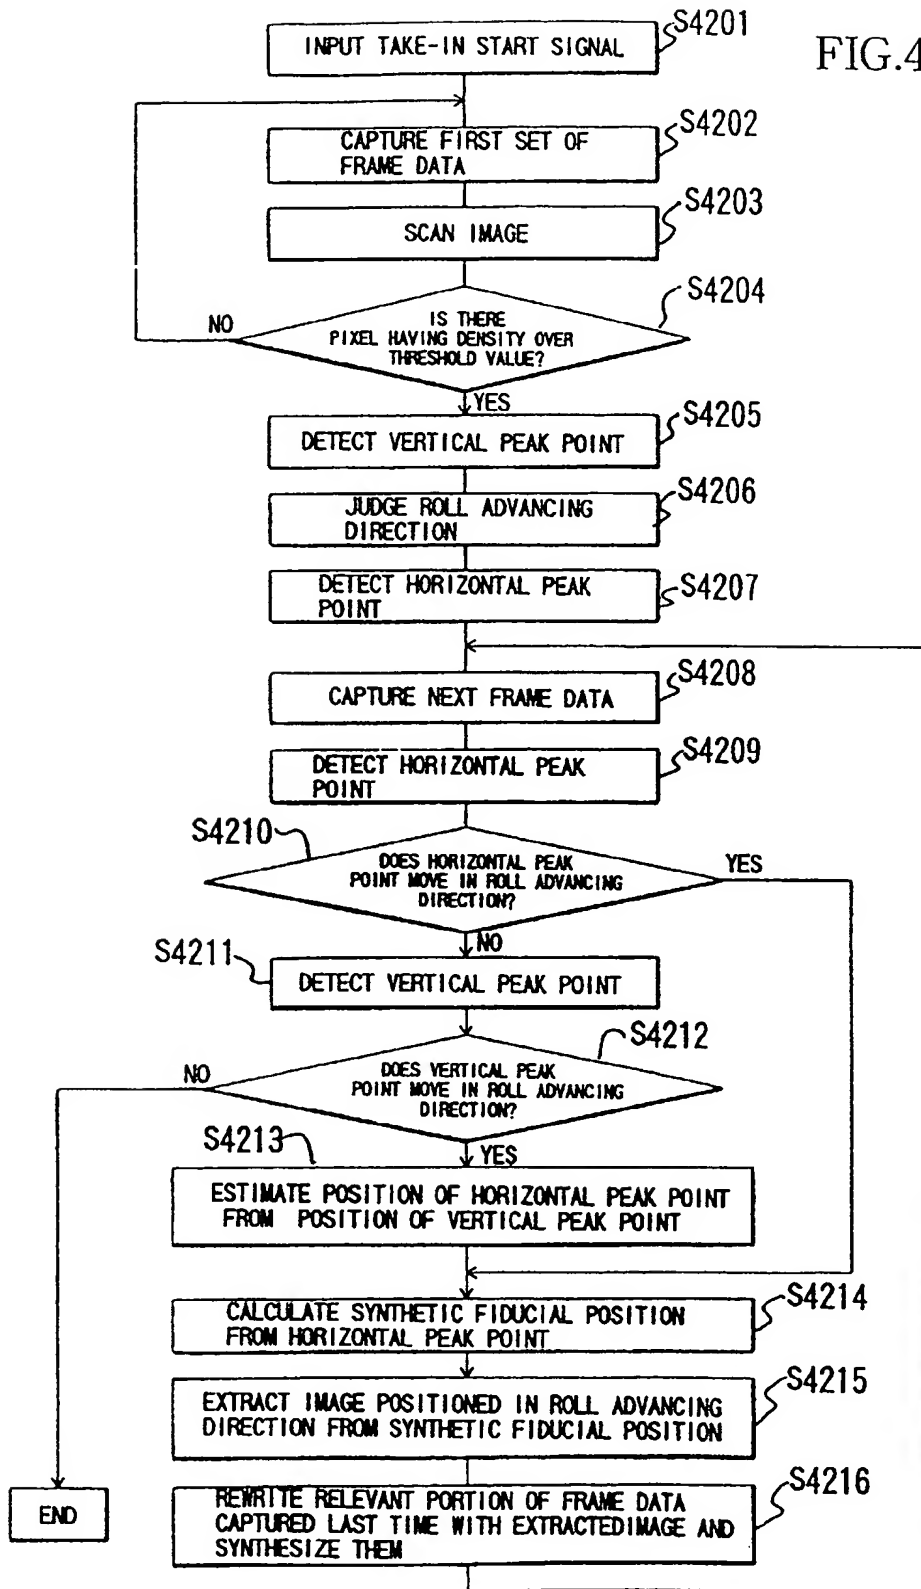 S4201
INPUT TAKE-IN START SIGNAL
FIG.4
S4202
CAPTURE FIRST SET OF
FRAME DATA
S4203
SCAN IMAGE
S4204
NO
IS THERE
PIXEL HAVING DENSITY OVER
THRESHOLD VALUE?
YES
S4205
DETECT VERTICAL PEAK POINT
S4206
JUDGE ROLL ADVANCING
DIRECTION
S4207
DETECT HORIZONTAL PEAK
POINT
S4208
CAPTURE NEXT FRAME DATA
S4209
DETECT HORIZONTAL PEAK
POINT
S4210
DOES HORIZONTAL PEAK
POINT MOVE IN ROLL ADVANCING
DIRECTION?
YES
NO
S4211
DETECT VERTICAL PEAK POINT
S4212
NO
DOES VERTICAL PEAK
POINT MOVE IN ROLL ADVANCING
DIRECTION?
S4213
YES
ESTIMATE POSITION OF HORIZONTAL PEAK POINT
FROM POSITION OF VERTICAL PEAK POINT
S4214
CALCULATE SYNTHETIC FIDUCIAL POSITION
FROM HORIZONTAL PEAK POINT
S4215
EXTRACT IMAGE POSITIONED IN ROLL ADVANCING
DIRECTION FROM SYNTHETIC FIDUCIAL POSITION
S4216
END
REWRITE RELEVANT PORTION OF FRAME DATA
CAPTURED LAST TIME WITH EXTRACTEDIMAGE AND
SYNTHESIZE THEM